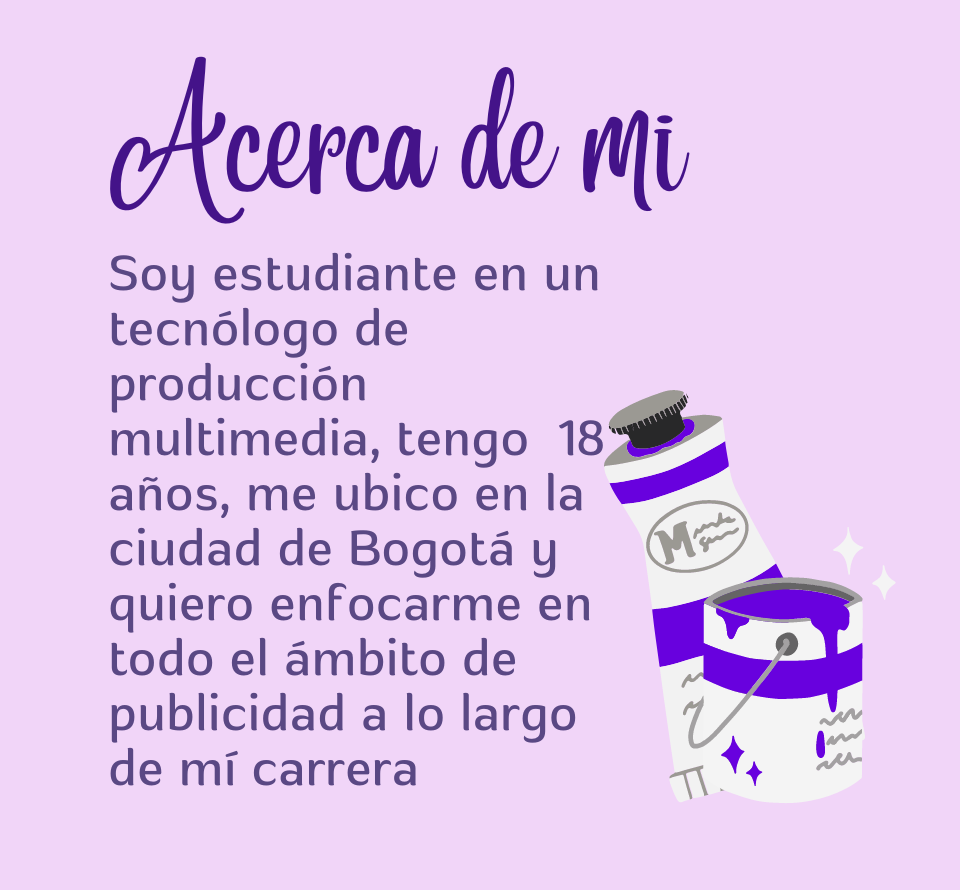 Acerca de mi
Soy estudiante en un
tecnólogo de
producción
multimedia, tengo  18
años, me ubico en la
ciudad de Bogotá y
quiero enfocarme en
todo el ámbito de
publicidad a lo largo
de mí carrera
M